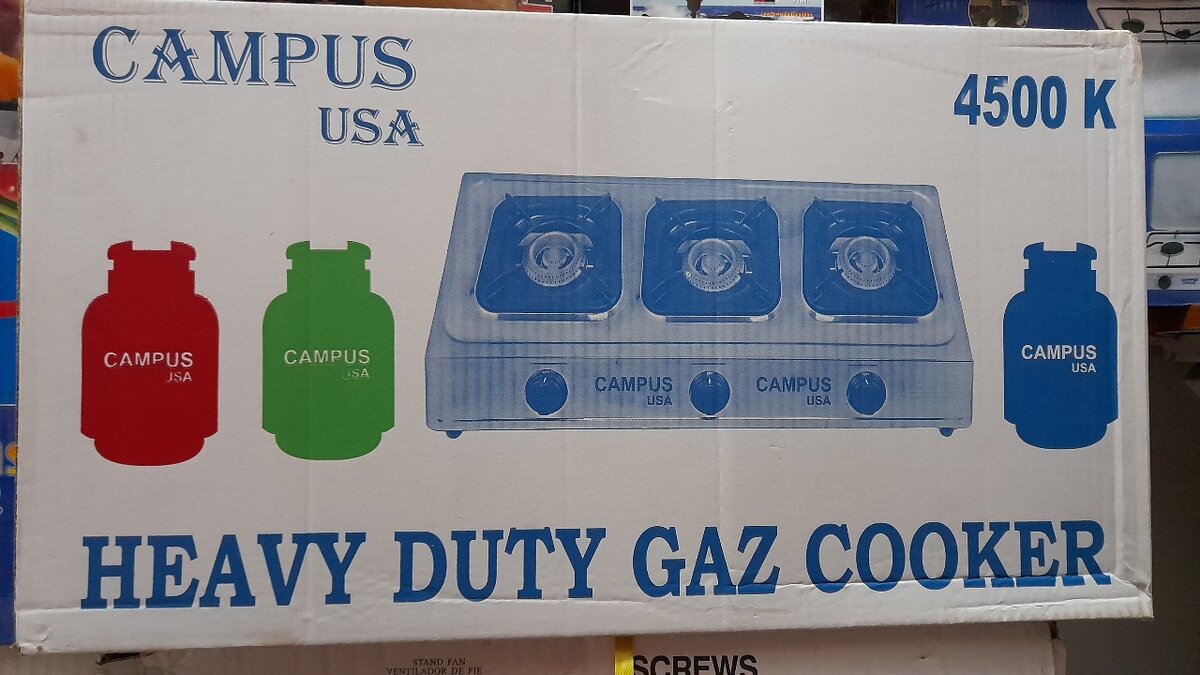 CAMPUS
USA
4500 K
CAMPUS
USA
CAMPUS
USA
CAMPUS
USA
CAMPUS
USA
CAMPUS
USA
HEAVY DUTY GAZ COOKER
STAND FAN
VENTILADOR DE PIE
SCREWS